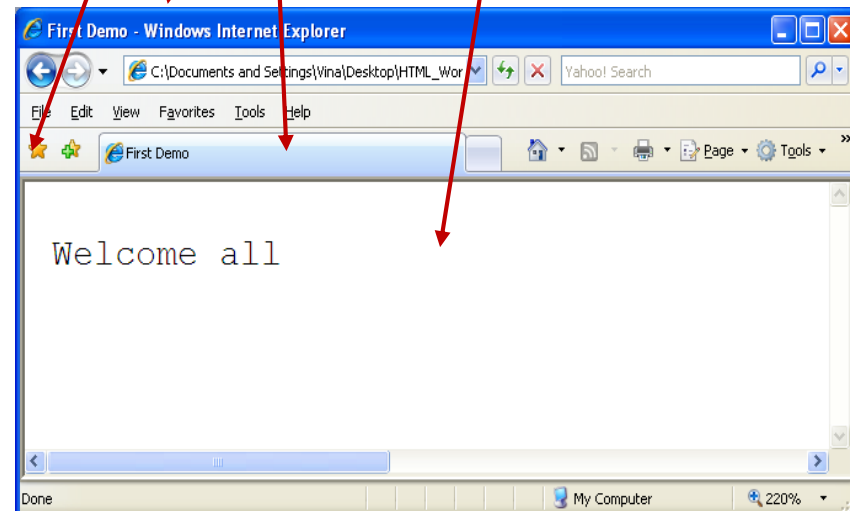 First Demo - Windows Internet Explorer
C:\Documents and Settings\Vina\Desktop\HTML_Wor
Yahoo! Search
File Edit View Favorites Tools Help
First Demo
Page
Tools
»
Welcome all
Done
My Computer
220%